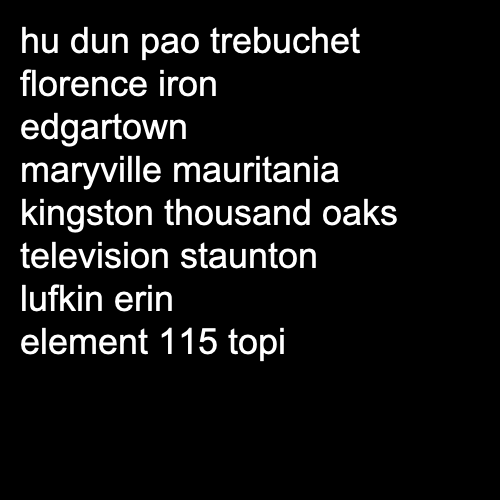 hu dun pao trebuchet
florence iron
edgartown
maryville mauritania
kingston thousand oaks
television staunton
lufkin erin
element 115 topi